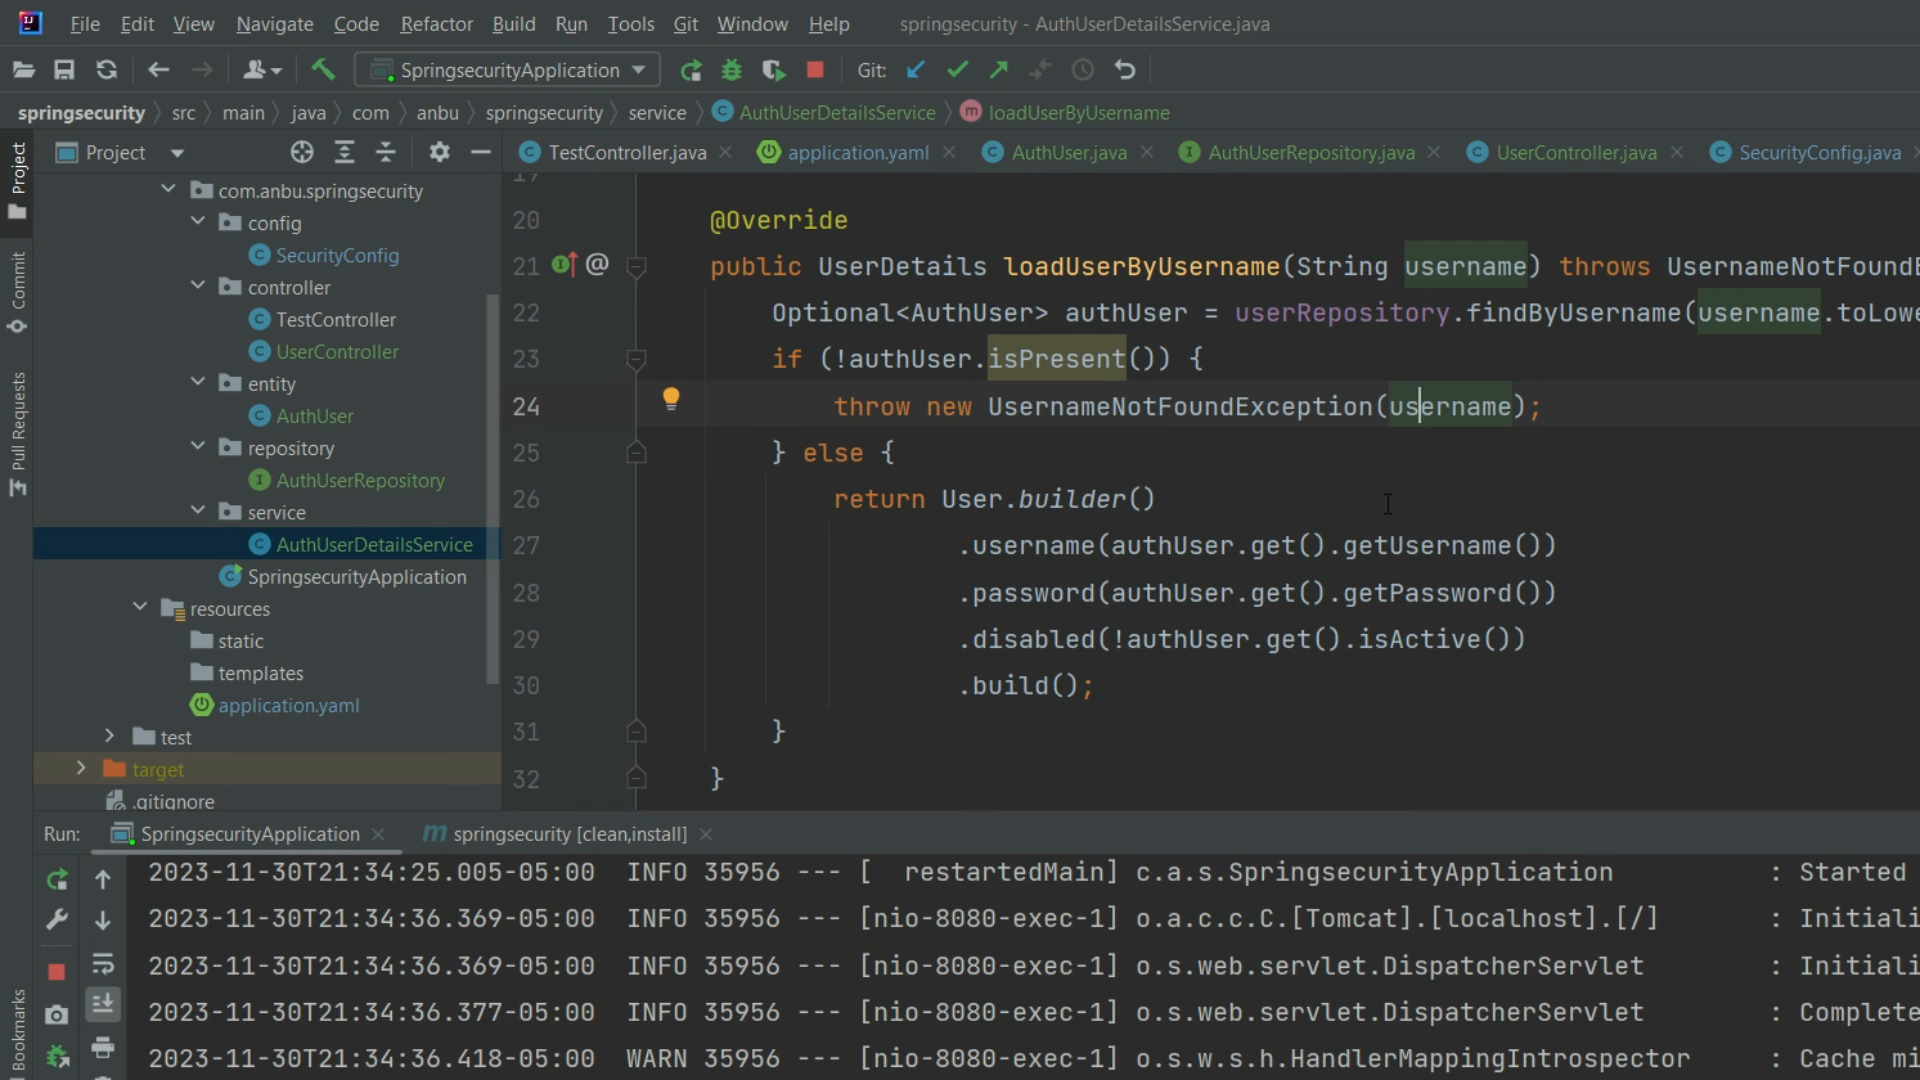 File Edit View Navigate Code Refactor Build Run Tools Git Window Help springsecurity - AuthUserDetailsService.java
SpringsecurityApplication Git:
springsecurity src main java com anbu springsecurity service AuthUserDetailsService loadUserByUsername
Project
Commit
Pull Requests
Bookmarks
Project
TestController.java application.yaml AuthUser.java AuthUserRepository.java UserController.java SecurityConfig.java
com.anbu.springsecurity
config
SecurityConfig
controller
TestController
UserController
entity
AuthUser
repository
AuthUserRepository
service
AuthUserDetailsService
SpringsecurityApplication
resources
static
templates
application.yaml
test
target
.gitignore
19
20 @Override
21 public UserDetails loadUserByUsername(String username) throws UsernameNotFoundE
22 Optional<AuthUser> authUser = userRepository.findByUsername(username.toLowe
23 if (!authUser.isPresent()) {
24 throw new UsernameNotFoundException(username);
25 } else {
26 return User.builder()
27 .username(authUser.get().getUsername())
28 .password(authUser.get().getPassword())
29 .disabled(!authUser.get().isActive())
30 .build();
31 }
32 }
Run: SpringsecurityApplication springsecurity [clean,install]
2023-11-30T21:34:25.005-05:00 INFO 35956 --- [ restartedMain] c.a.s.SpringsecurityApplication : Started
2023-11-30T21:34:36.369-05:00 INFO 35956 --- [nio-8080-exec-1] o.a.c.c.C.[Tomcat].[localhost].[/] : Initiali
2023-11-30T21:34:36.369-05:00 INFO 35956 --- [nio-8080-exec-1] o.s.web.servlet.DispatcherServlet : Initiali
2023-11-30T21:34:36.377-05:00 INFO 35956 --- [nio-8080-exec-1] o.s.web.servlet.DispatcherServlet : Complete
2023-11-30T21:34:36.418-05:00 WARN 35956 --- [nio-8080-exec-1] o.s.w.s.h.HandlerMappingIntrospector : Cache mi